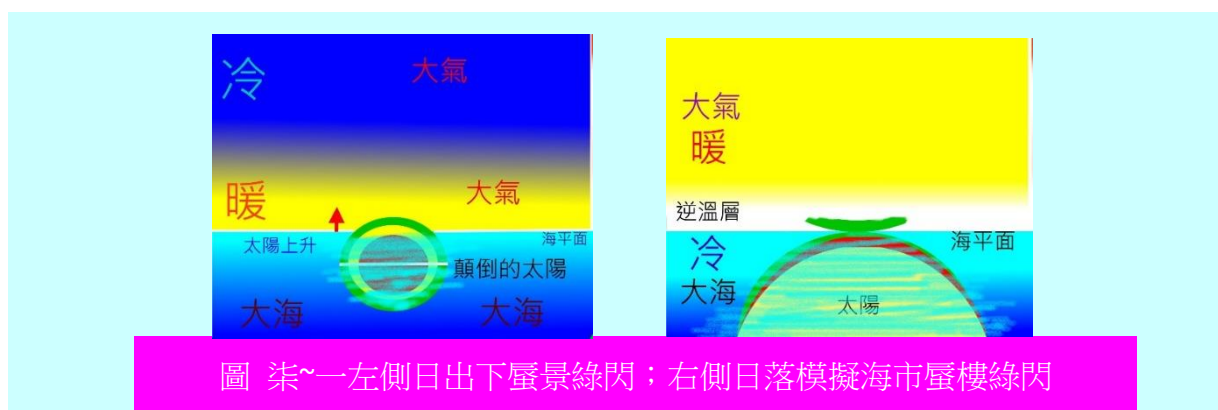 冷
大氣
暖
大氣
太陽上升
海平面
顛倒的太陽
大海
大海
大氣
暖
逆溫層
海平面
冷
大海
太陽
圖 柒~一左側日出下蜃景綠閃；右側日落模擬海市蜃樓綠閃